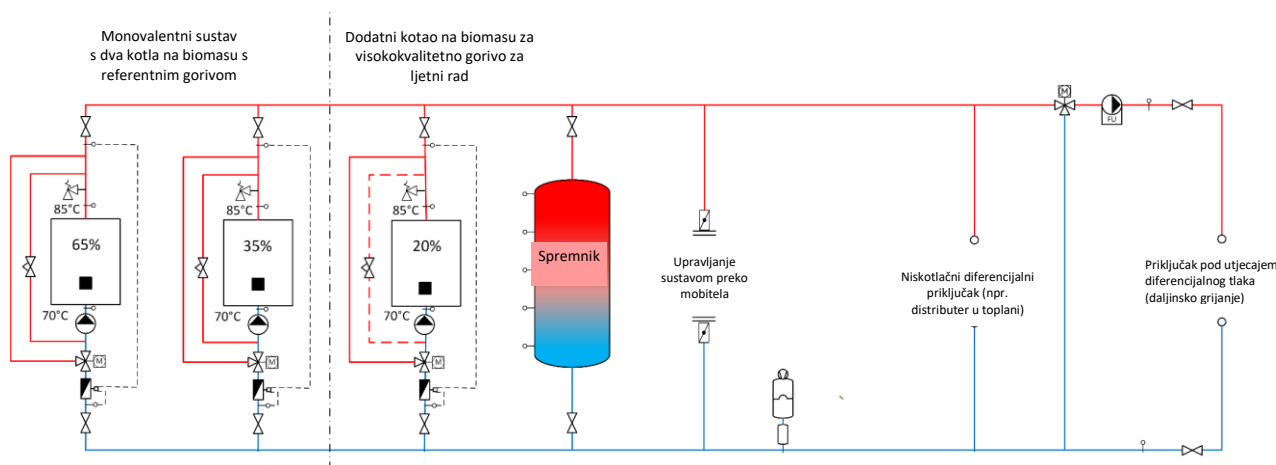 Monovalentni sustav
s dva kotla na biomasu s
referentnim gorivom
Dodatni kotao na biomasu za
visokokvalitetno gorivo za
ljetni rad
M
FU
85°C
85°C
85°C
65%
35%
20%
Spremnik
Upravljanje
sustavom preko
mobitela
Niskotlačni diferencijalni
priključak (npr.
distributer u toplani)
Priključak pod utjecajem
diferencijalnog tlaka
(daljinsko grijanje)
70°C
70°C
70°C
M
M
M